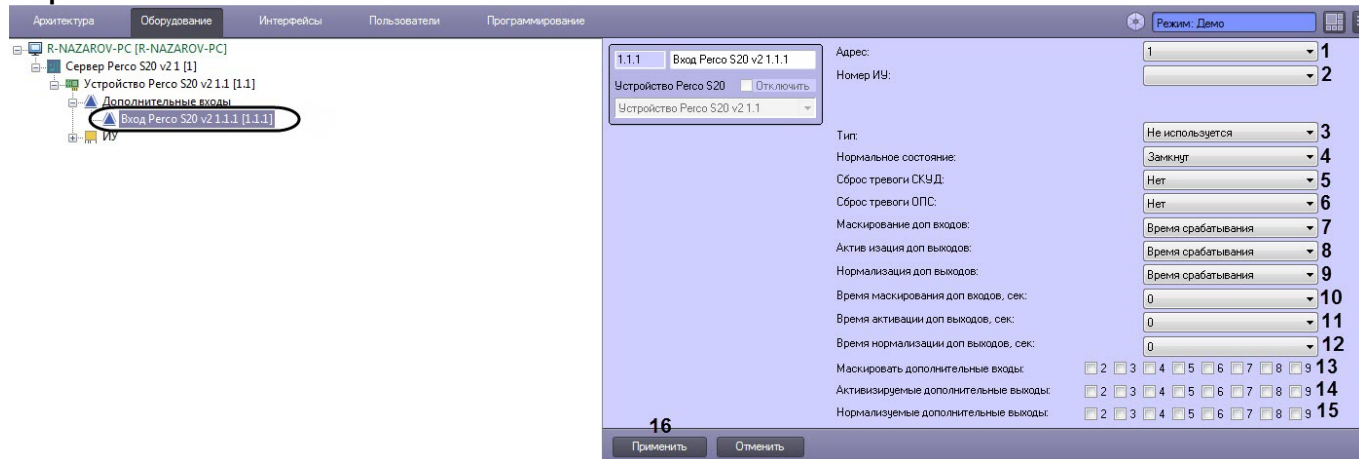 Архитектура Оборудование Интерфейсы Пользователи Программирование Режим: Демо
R-NAZAROV-PC [R-NAZAROV-PC]
Сервер Perco S20 v2 1 [1]
Устройство Perco S20 v2 1.1 [1.1]
Дополнительные входы
Вход Perco S20 v2 1.1.1 [1.1.1]
ИУ
1.1.1 Вход Perco S20 v2 1.1.1
Устройство Perco S20 Отключить
Устройство Perco S20 v2 1.1
Адрес: 1 1
Номер ИУ: 2
Тип: Не используется 3
Нормальное состояние: Замкнут 4
Сброс тревоги СКУД: Нет 5
Сброс тревоги ОПС: Нет 6
Маскирование доп входов: Время срабатывания 7
Актив изация доп выходов: Время срабатывания 8
Нормализация доп выходов: Время срабатывания 9
Время маскирования доп входов, сек: 0 10
Время активации доп выходов, сек: 0 11
Время нормализации доп выходов, сек: 0 12
Маскировать дополнительные входы: 2 3 4 5 6 7 8 9 13
Активизируемые дополнительные выходы: 2 3 4 5 6 7 8 9 14
Нормализуемые дополнительные выходы: 2 3 4 5 6 7 8 9 15
16
Применить Отменить